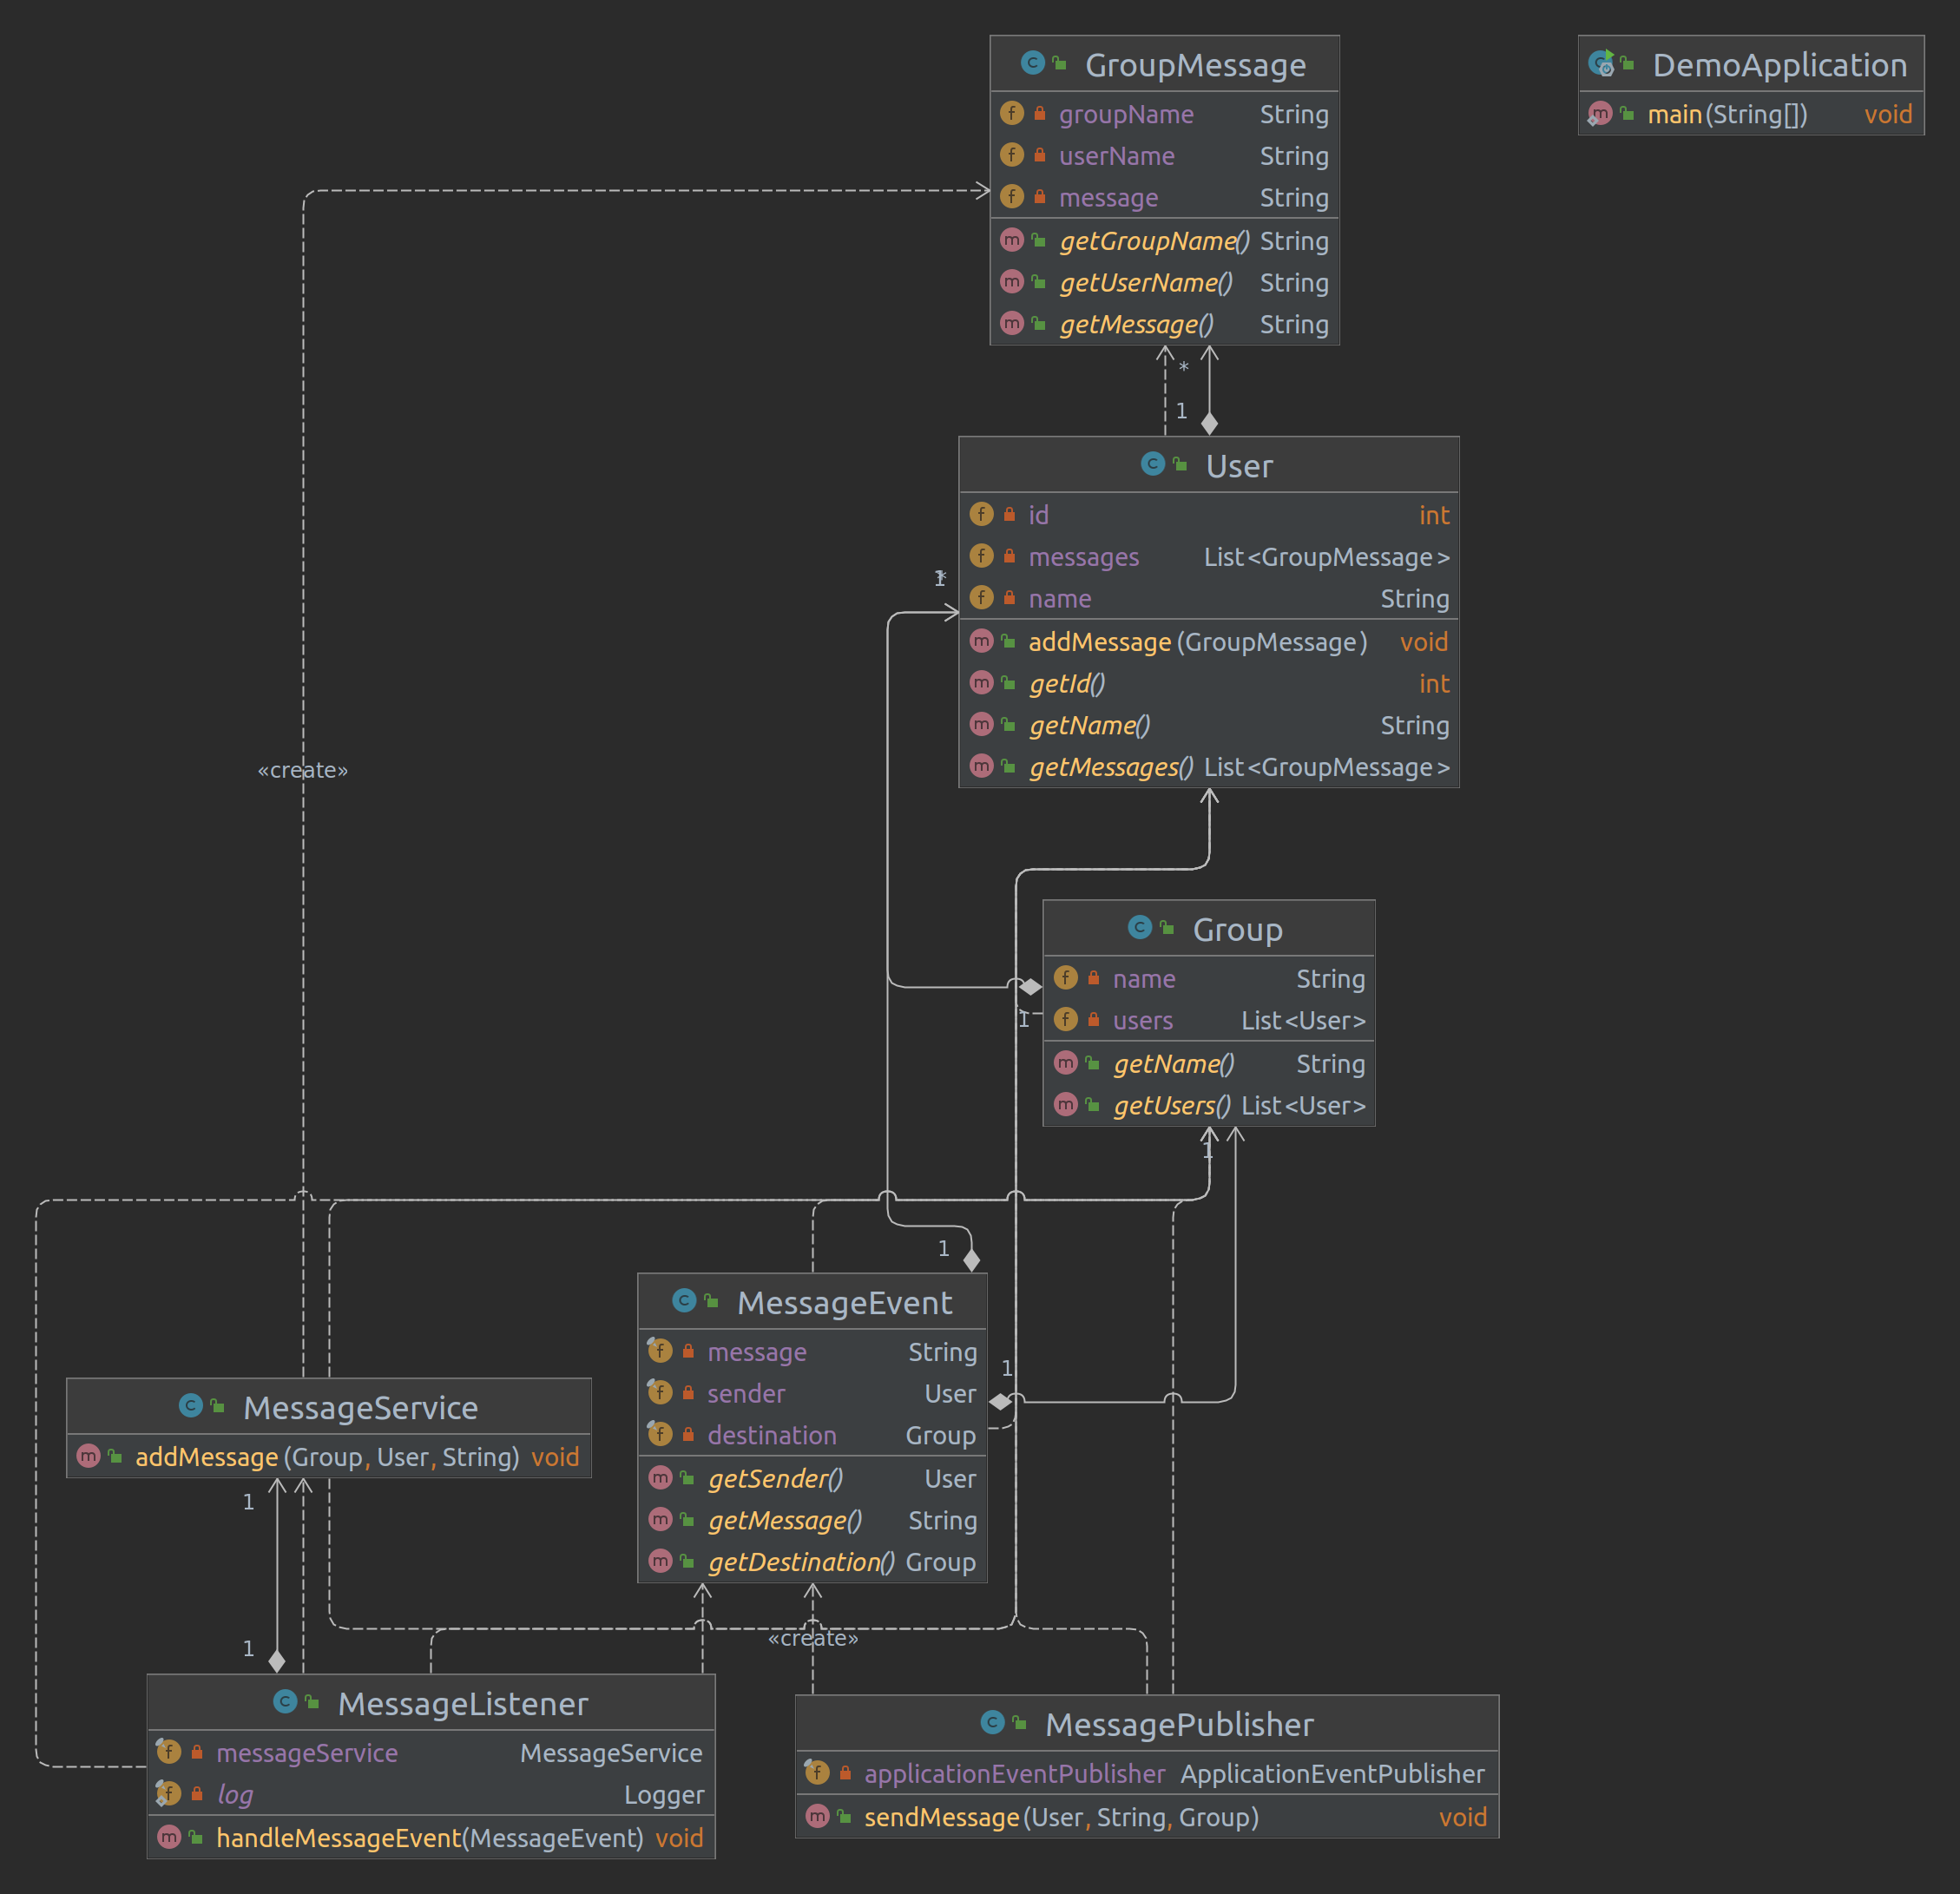 GroupMessage
groupName String
userName String
message String
getGroupName() String
getUserName() String
getMessage() String
DemoApplication
main(String[]) void
*
1
User
id int
messages List<GroupMessage>
name String
addMessage(GroupMessage) void
getId() int
getName() String
getMessages() List<GroupMessage>
1
*
«create»
Group
name String
users List<User>
getName() String
getUsers() List<User>
1
1
1
MessageEvent
message String
sender User
destination Group
getSender() User
getMessage() String
getDestination() Group
1
MessageService
addMessage(Group, User, String) void
1
1
«create»
MessageListener
messageService MessageService
log Logger
handleMessageEvent(MessageEvent) void
MessagePublisher
applicationEventPublisher ApplicationEventPublisher
sendMessage(User, String, Group) void